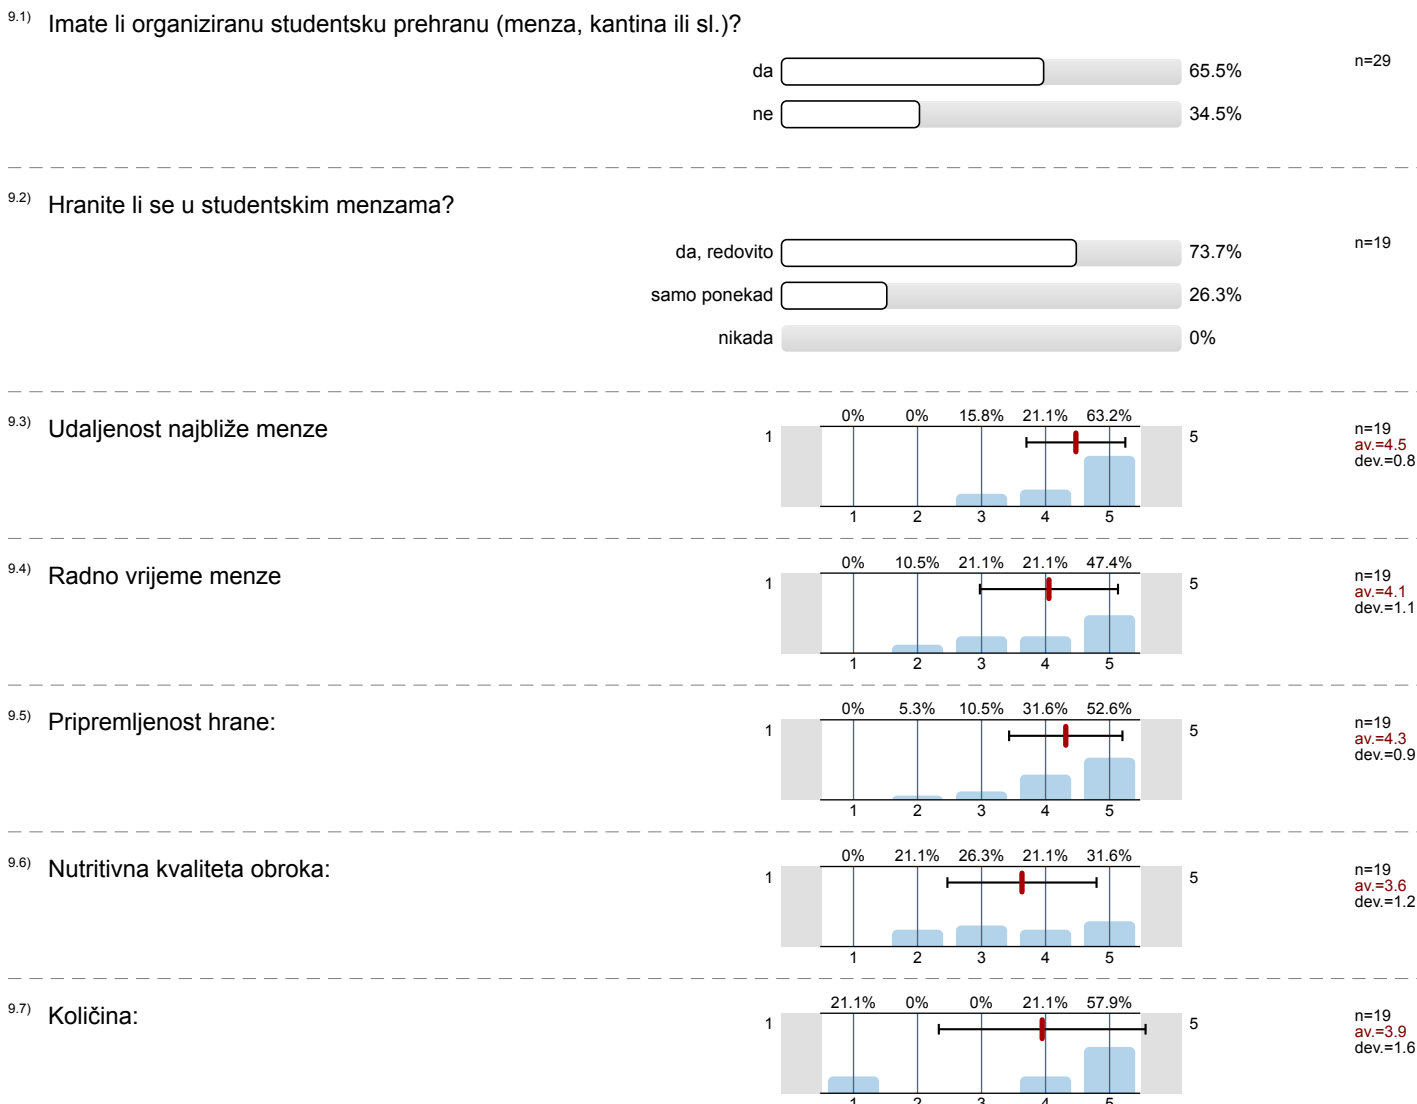 9.1) Imate li organiziranu studentsku prehranu (menza, kantina ili sl.)?
da 65.5% n=29
ne 34.5%
9.2) Hranite li se u studentskim menzama?
da, redovito 73.7% n=19
samo ponekad 26.3%
nikada 0%
9.3) Udaljenost najbliže menze
0% 0% 15.8% 21.1% 63.2%
1 5
n=19
av.=4.5
dev.=0.8
1 2 3 4 5
9.4) Radno vrijeme menze
0% 10.5% 21.1% 21.1% 47.4%
1 5
n=19
av.=4.1
dev.=1.1
1 2 3 4 5
9.5) Pripremljenost hrane:
0% 5.3% 10.5% 31.6% 52.6%
1 5
n=19
av.=4.3
dev.=0.9
1 2 3 4 5
9.6) Nutritivna kvaliteta obroka:
0% 21.1% 26.3% 21.1% 31.6%
1 5
n=19
av.=3.6
dev.=1.2
1 2 3 4 5
9.7) Količina:
21.1% 0% 0% 21.1% 57.9%
1 5
n=19
av.=3.9
dev.=1.6
1 2 3 4 5